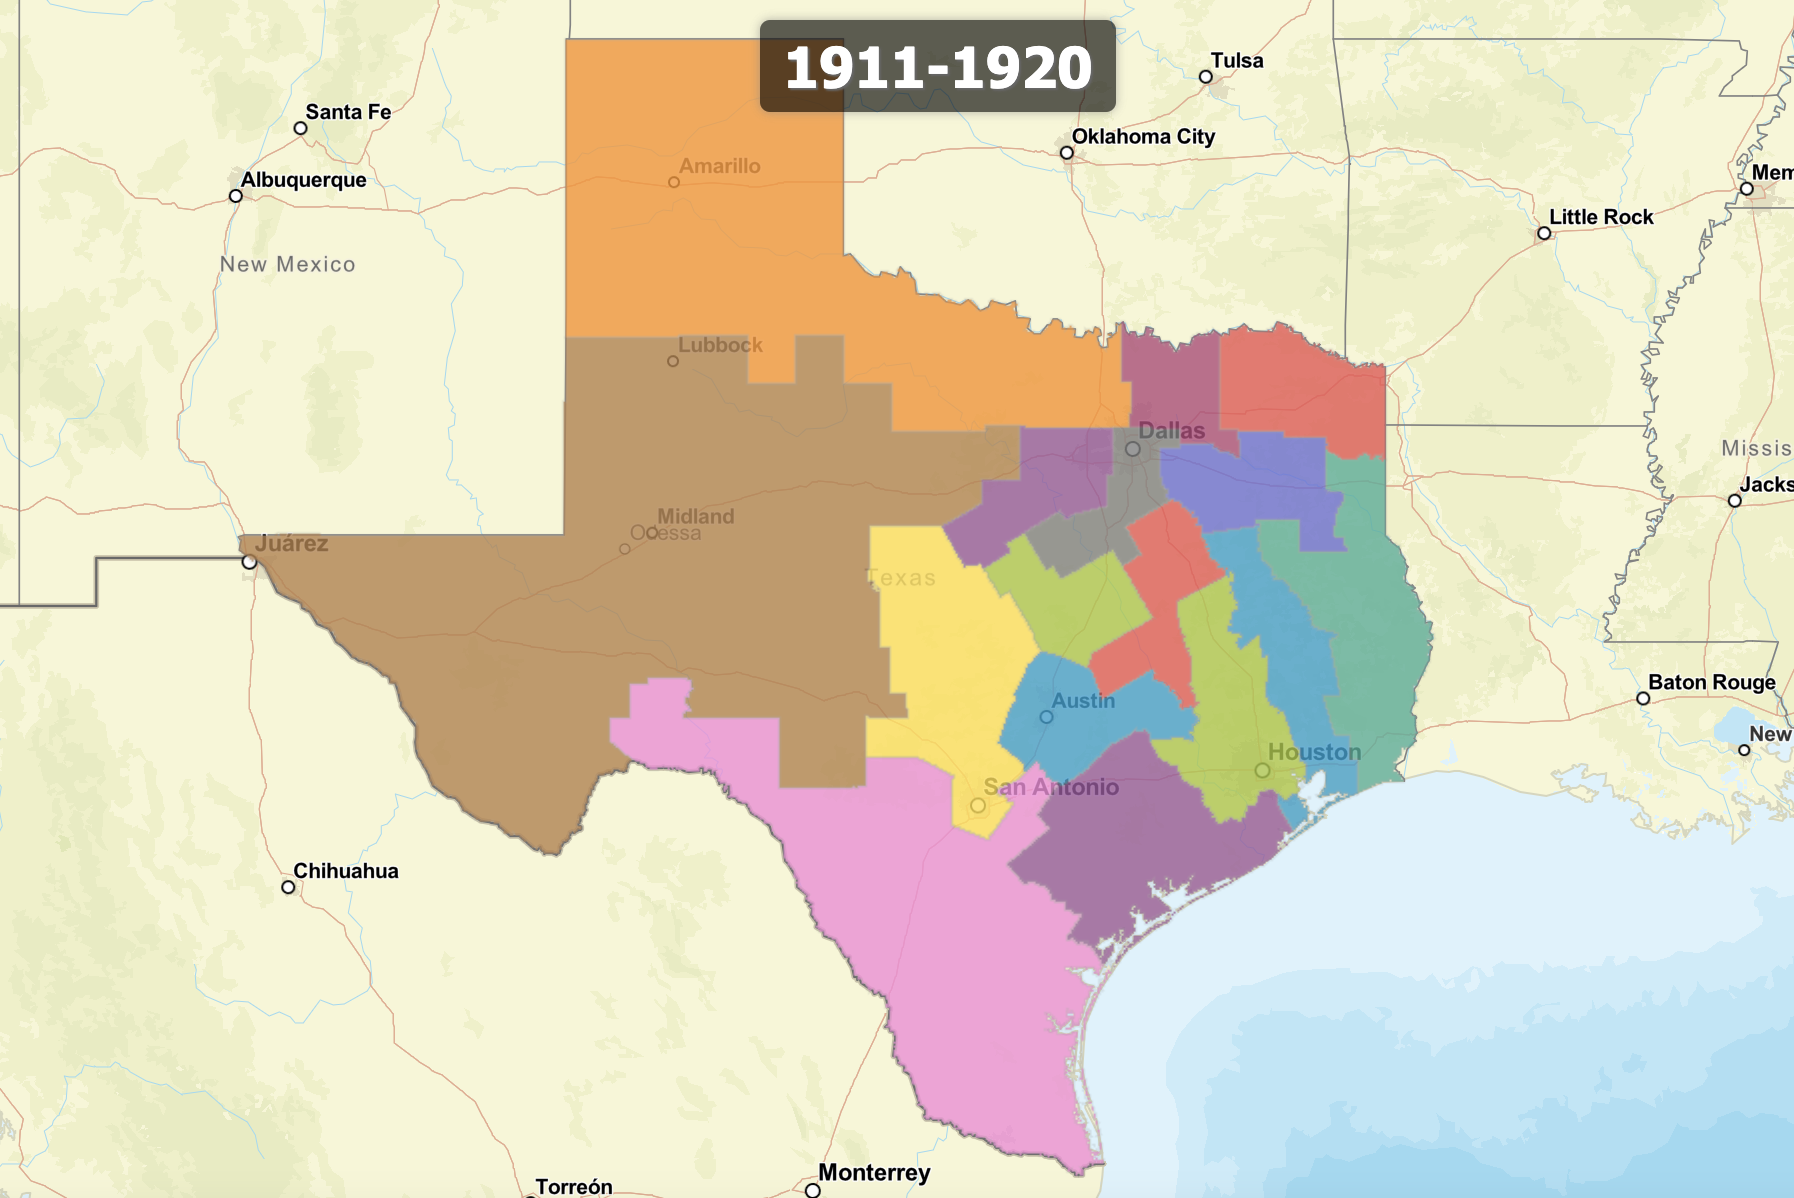 1911-1920
Tulsa
Santa Fe
Oklahoma City
Amarillo
Albuquerque
Mem
Little Rock
New Mexico
Lubbock
Dallas
Missis
Jacks
Midland
Odessa
Juárez
Texas
Baton Rouge
Austin
New
Houston
San Antonio
Chihuahua
Monterrey
Torreón